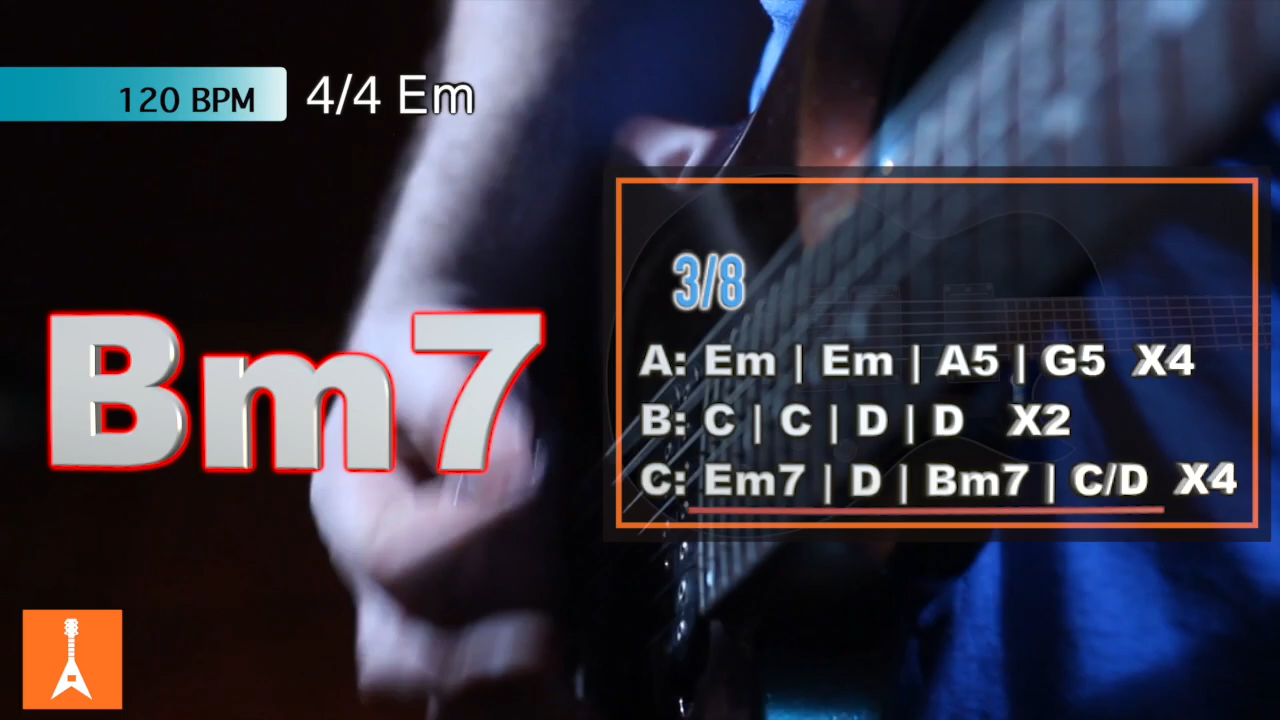 120 BPM 4/4 Em
3/8
A: Em | Em | A5 | G5 X4
B: C | C | D | D X2
Bm7
C: Em7 | D | Bm7 | C/D X4